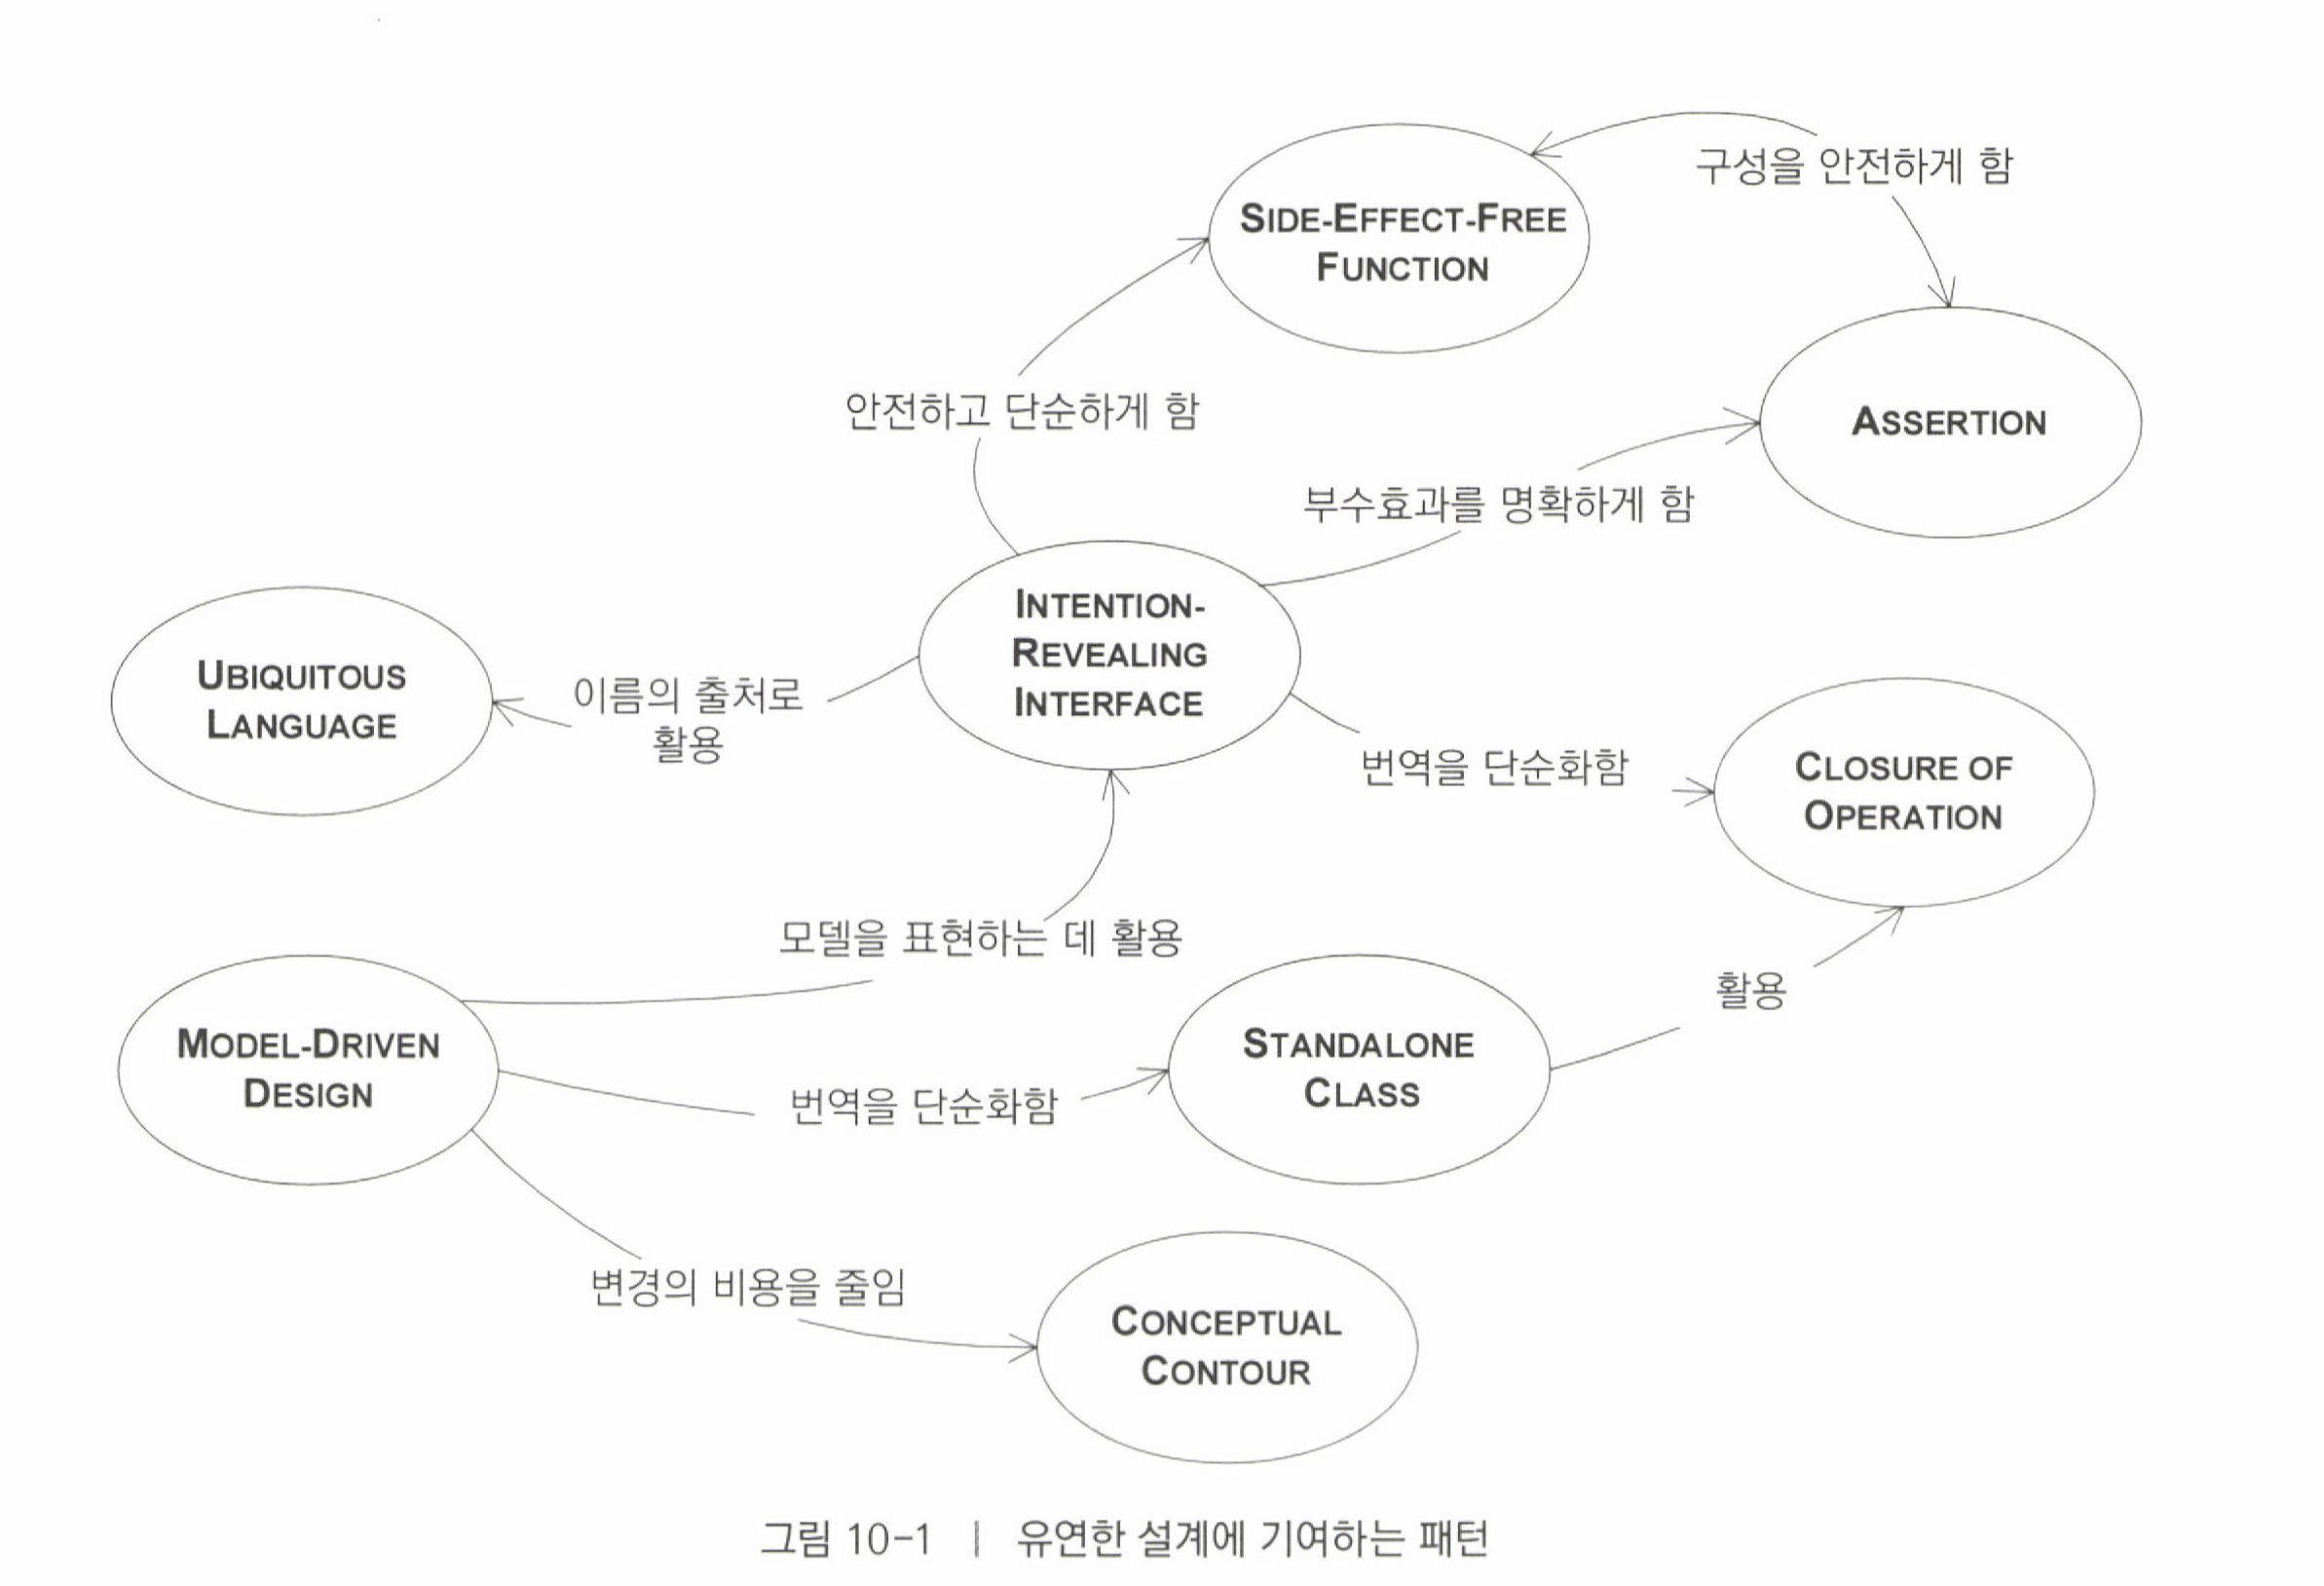 구성을 안전하게 함
SIDE-EFFECT-FREE
FUNCTION
안전하고 단순하게 함
ASSERTION
부수효과를 명확하게 함
INTENTION-
REVEALING
INTERFACE
UBIQUITOUS
LANGUAGE
이름의 출처로
활용
번역을 단순화함
CLOSURE OF
OPERATION
모델을 표현하는 데 활용
MODEL-DRIVEN
DESIGN
번역을 단순화함
STANDALONE
CLASS
활용
변경의 비용을 줄임
CONCEPTUAL
CONTOUR
그림 10-1 | 유연한 설계에 기여하는 패턴